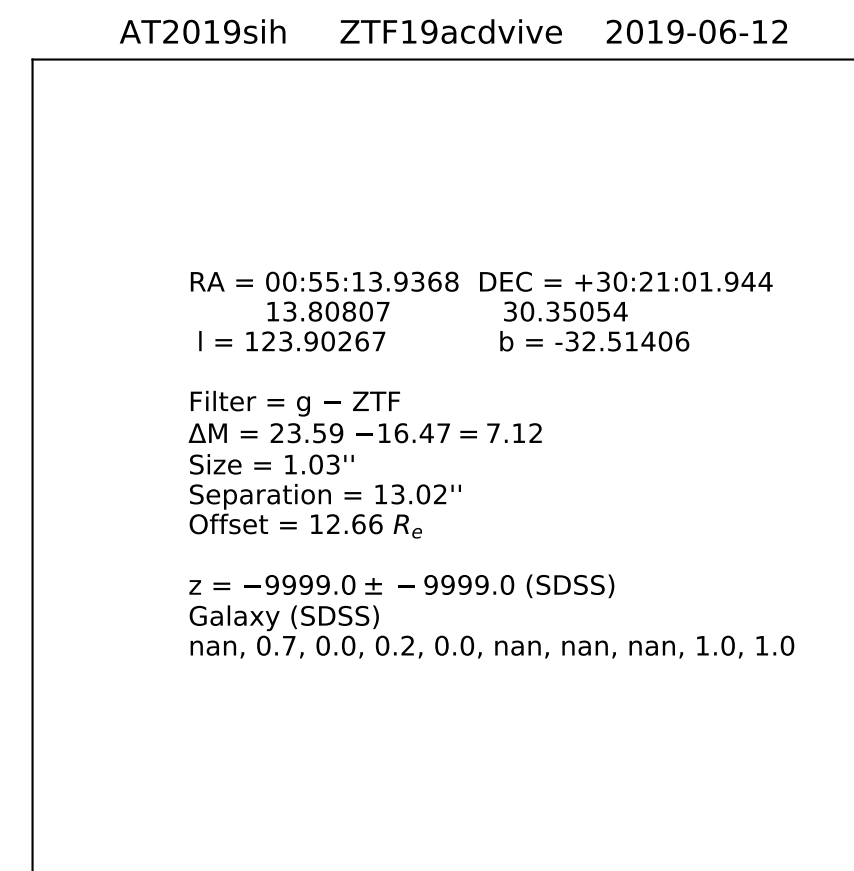 AT2019sih ZTF19acdvive 2019-06-12
RA = 00:55:13.9368 DEC = +30:21:01.944
13.80807 30.35054
l = 123.90267 b = -32.51406
Filter = g − ZTF
ΔM = 23.59 −16.47 = 7.12
Size = 1.03''
Separation = 13.02''
Offset = 12.66 Re
z = −9999.0 ± − 9999.0 (SDSS)
Galaxy (SDSS)
nan, 0.7, 0.0, 0.2, 0.0, nan, nan, nan, 1.0, 1.0